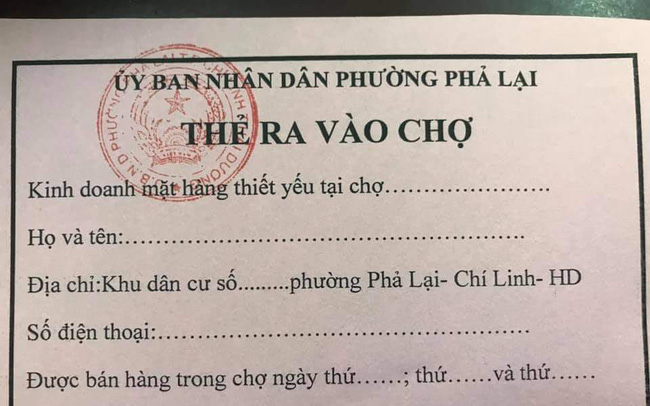 ỦY BAN NHÂN DÂN PHƯỜNG PHẢ LẠI
THẺ RA VÀO CHỢ
Kinh doanh mặt hàng thiết yếu tại chợ……………………
Họ và tên:……………………………………………………
Địa chỉ:Khu dân cư số.........phường Phả Lại- Chí Linh- HD
Số điện thoại:………………………………………………
Được bán hàng trong chợ ngày thứ……; thứ……và thứ……